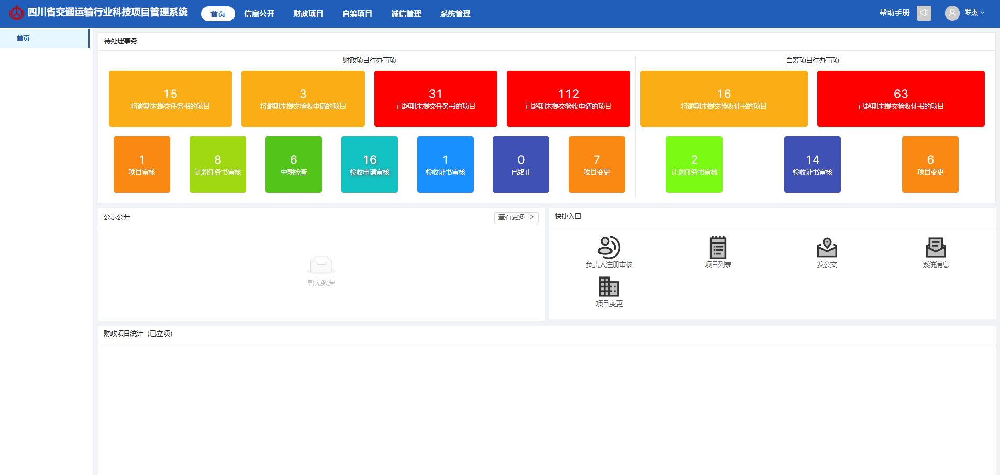 四川省交通运输行业科技项目管理系统
首页
信息公开
财政项目
自筹项目
诚信管理
系统管理
帮助手册
罗杰
首页
待处理事务
财政项目待办事项
15
将逾期未提交任务书的项目
3
将逾期未提交验收申请的项目
31
已超期未提交任务书的项目
112
已超期未提交验收申请的项目
1
项目审核
8
计划任务书审核
6
中期检查
16
验收申请审核
1
验收证书审核
0
已终止
7
项目变更
自筹项目待办事项
16
将逾期未提交验收证书的项目
63
已超期未提交验收证书的项目
2
计划任务书审核
14
验收证书审核
6
项目变更
公示公开
查看更多
暂无数据
快捷入口
负责人注册审核
项目列表
发公文
系统消息
项目变更
财政项目统计（已立项）